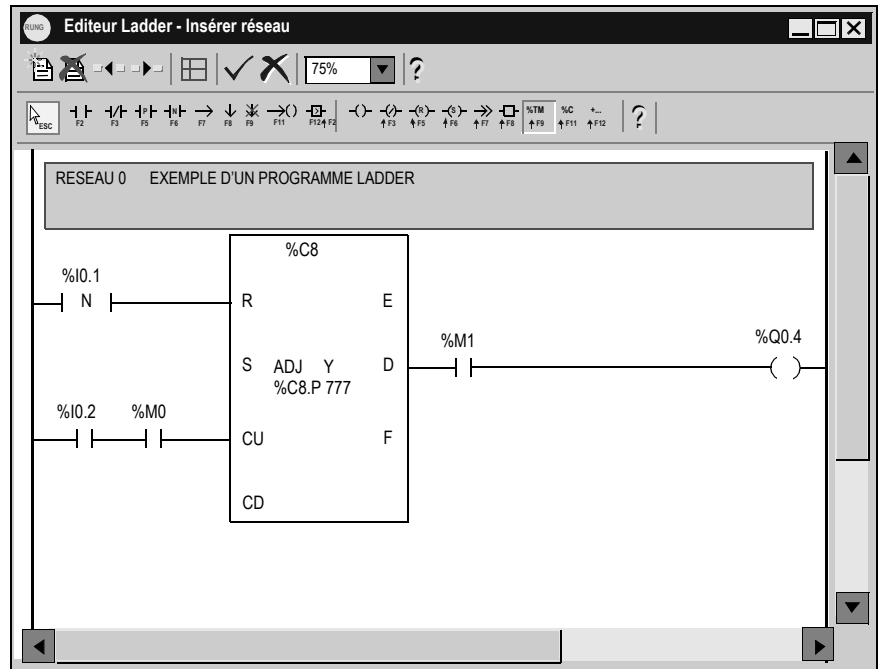 RUNG Editeur Ladder - Insérer réseau
75% ?
ESC F2 F3 P F5 N F6 F7 F8 F9 F11 F12 F2 F3 R F5 S F6 F7 F8 %TM F9 %C F11 +... F12 ?
RESEAU 0 EXEMPLE D'UN PROGRAMME LADDER
%C8
%I0.1
N R E
%M1 %Q0.4
S ADJ Y D
%C8.P 777
%I0.2 %M0
CU F
CD